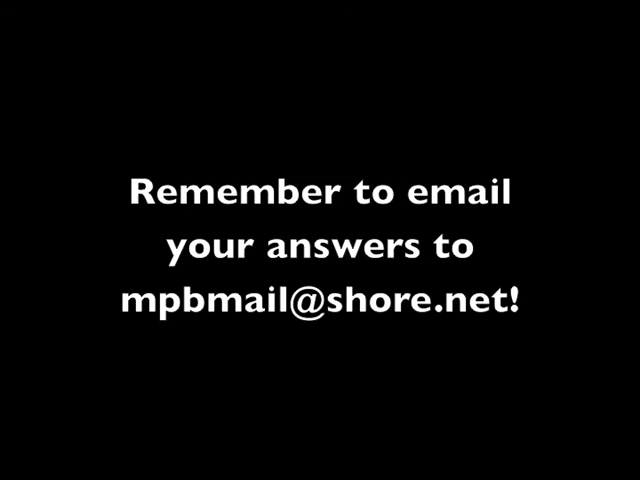 Remember to email
your answers to
mpbmail@shore.net!